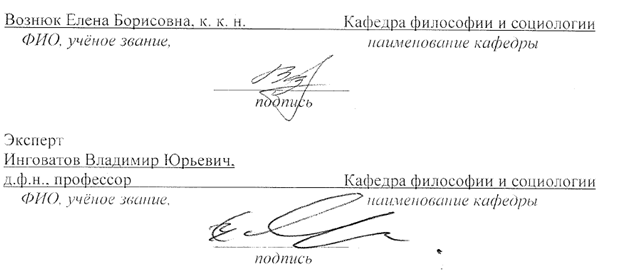 Вознюк Елена Борисовна, к. к. н. Кафедра философии и социологии
ФИО, учёное звание, наименование кафедры
подпись
Эксперт
Инговатов Владимир Юрьевич,
д.ф.н., профессор Кафедра философии и социологии
ФИО, учёное звание, наименование кафедры
подпись